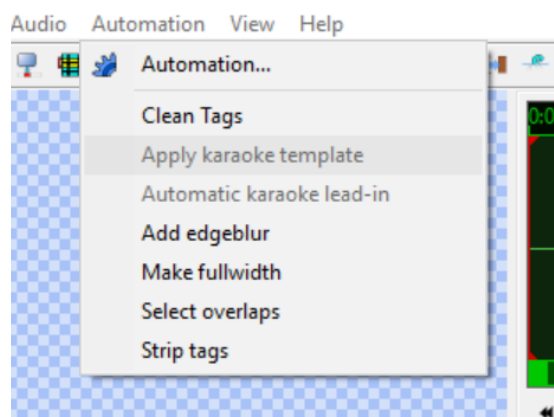 Audio Automation View Help
Automation...
Clean Tags
Apply karaoke template
Automatic karaoke lead-in
Add edgeblur
Make fullwidth
Select overlaps
Strip tags